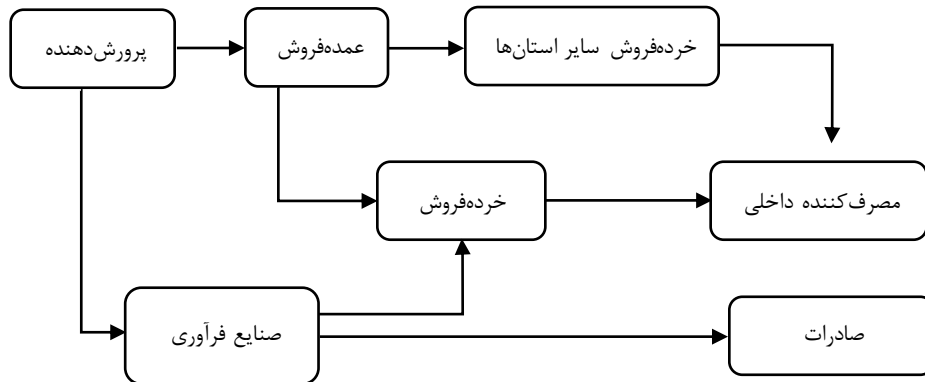 پرورش‌دهنده
عمده‌فروش
خرده‌فروش سایر استان‌ها
خرده‌فروش
مصرف‌کننده داخلی
صنایع فرآوری
صادرات